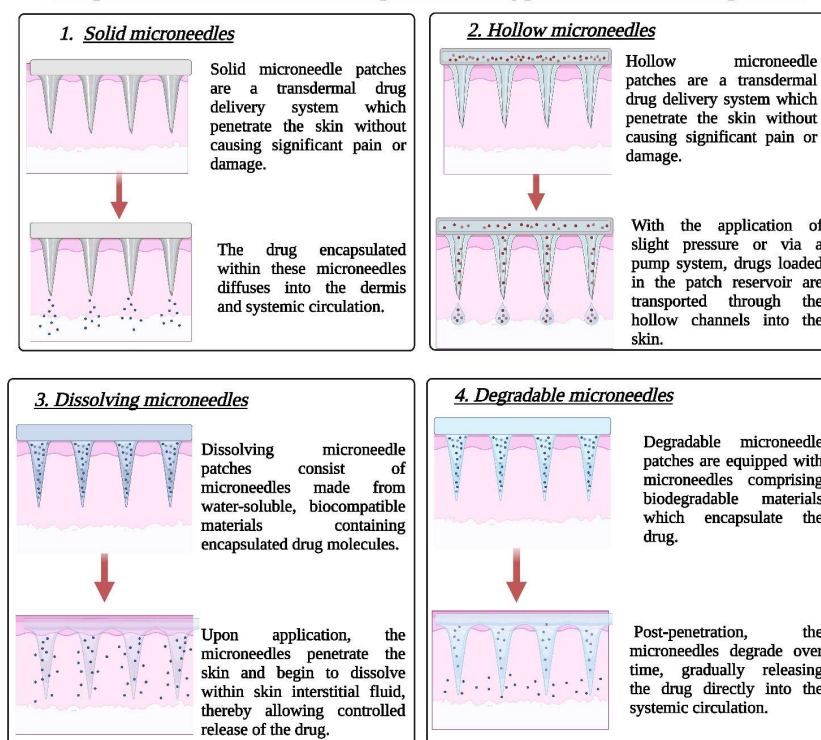 1. Solid microneedles
Solid microneedle patches
are a transdermal drug
delivery system which
penetrate the skin without
causing significant pain or
damage.
The drug encapsulated
within these microneedles
diffuses into the dermis
and systemic circulation.
2. Hollow microneedles
Hollow microneedle
patches are a transdermal
drug delivery system which
penetrate the skin without
causing significant pain or
damage.
With the application of
slight pressure or via a
pump system, drugs loaded
in the patch reservoir are
transported through the
hollow channels into the
skin.
3. Dissolving microneedles
Dissolving microneedle
patches consist of
microneedles made from
water-soluble, biocompatible
materials containing
encapsulated drug molecules.
Upon application, the
microneedles penetrate the
skin and begin to dissolve
within skin interstitial fluid,
thereby allowing controlled
release of the drug.
4. Degradable microneedles
Degradable microneedle
patches are equipped with
microneedles comprising
biodegradable materials
which encapsulate the
drug.
Post-penetration, the
microneedles degrade over
time, gradually releasing
the drug directly into the
systemic circulation.